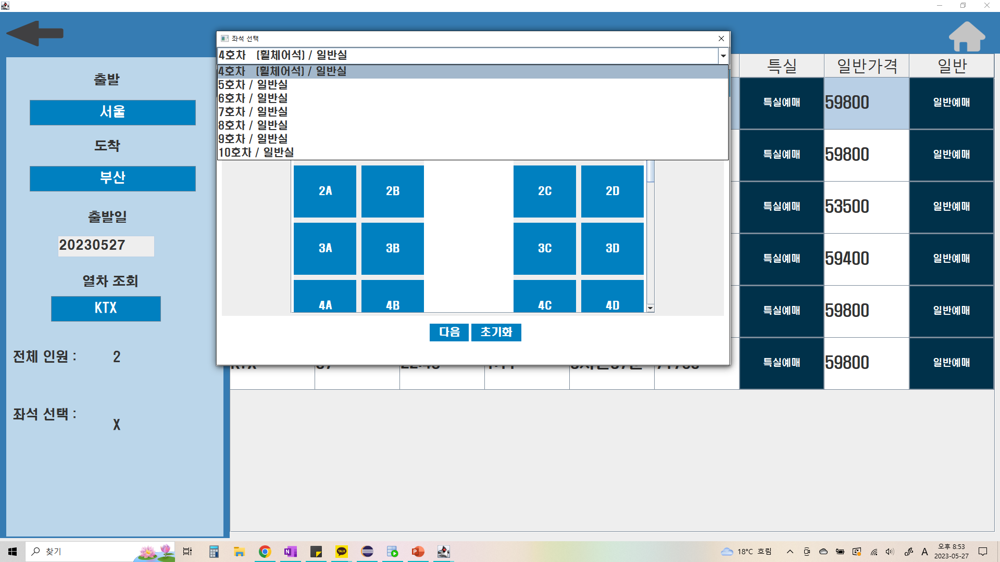 좌석 선택
4호차 (휠체어석) / 일반실
4호차 (휠체어석) / 일반실
5호차 / 일반실
6호차 / 일반실
7호차 / 일반실
8호차 / 일반실
9호차 / 일반실
10호차 / 일반실
2A 2B 2C 2D
3A 3B 3C 3D
4A 4B 4C 4D
다음 초기화
출발
서울
도착
부산
출발일
20230527
열차 조회
KTX
전체 인원 : 2
좌석 선택 :
X
특실 일반가격 일반
특실예매 59800 일반예매
특실예매 59800 일반예매
특실예매 53500 일반예매
특실예매 59400 일반예매
특실예매 59800 일반예매
특실예매 59800 일반예매
찾기
18°C 흐림
A
오후 8:53
2023-05-27